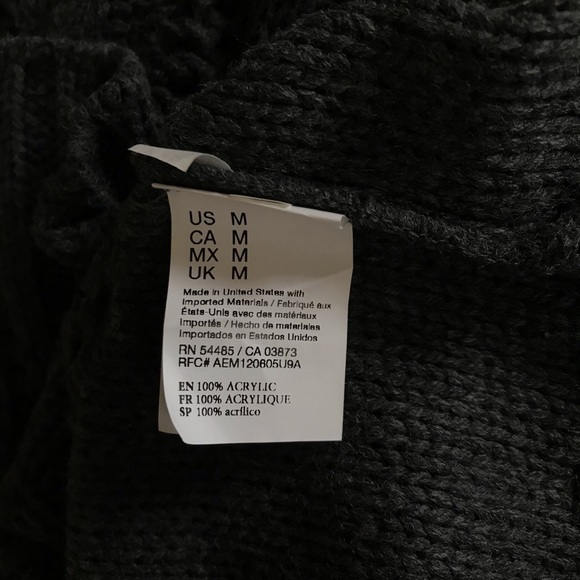 US M
CA M
MX M
UK M
Made in United States with
Imported Materials / Fabriqué aux
États-Unis avec des matériaux
Importés / Hecho de materiales
Importados en Estados Unidos
RN 54485 / CA 03873
RFC# AEM120605U9A
EN 100% ACRYLIC
FR 100% ACRYLIQUE
SP 100% acrílico